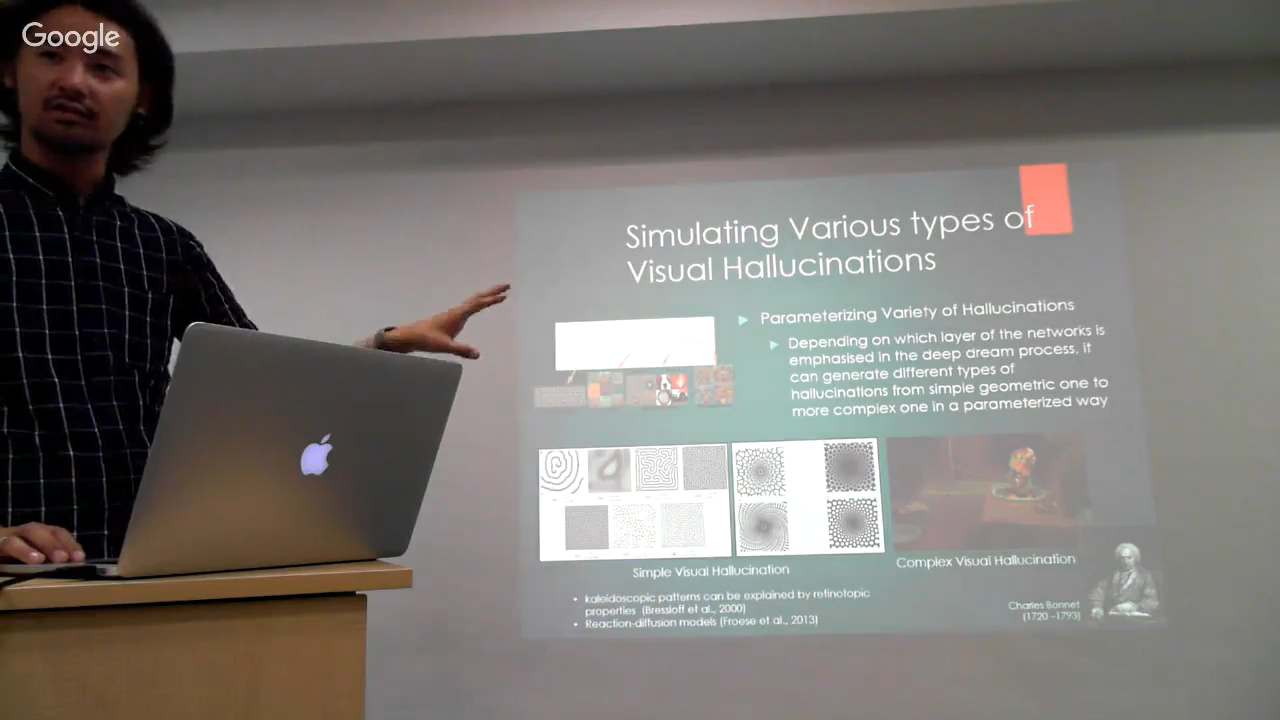 Google
Simulating Various types of
Visual Hallucinations
Parameterizing Variety of Hallucinations
Depending on which layer of the networks is
emphasised in the deep dream process, it
can generate different types of
hallucinations from simple geometric one to
more complex one in a parameterized way
Simple Visual Hallucination
Complex Visual Hallucination
• kaleidoscopic patterns can be explained by retinotopic
properties (Bressloff et al., 2000)
• Reaction-diffusion models (Froese et al., 2013)
Charles Bonnet
(1720 –1793)